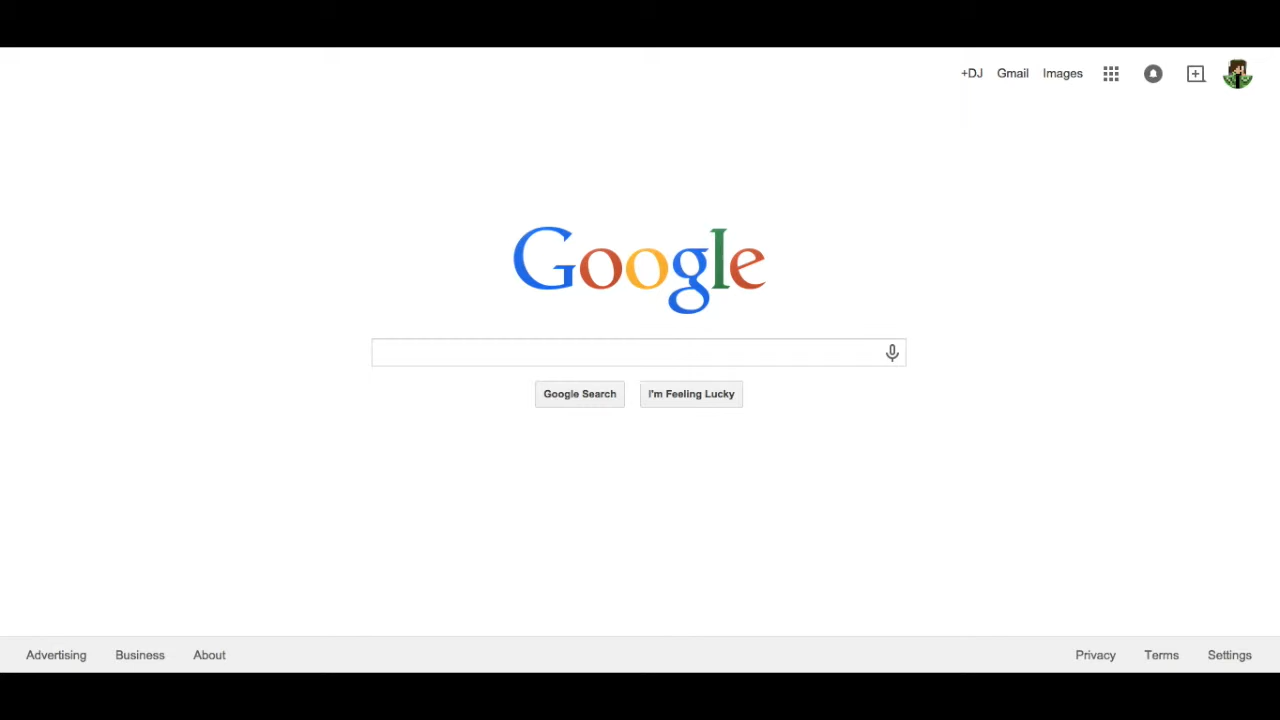 +DJ Gmail Images
Google
Google Search I'm Feeling Lucky
Advertising Business About Privacy Terms Settings